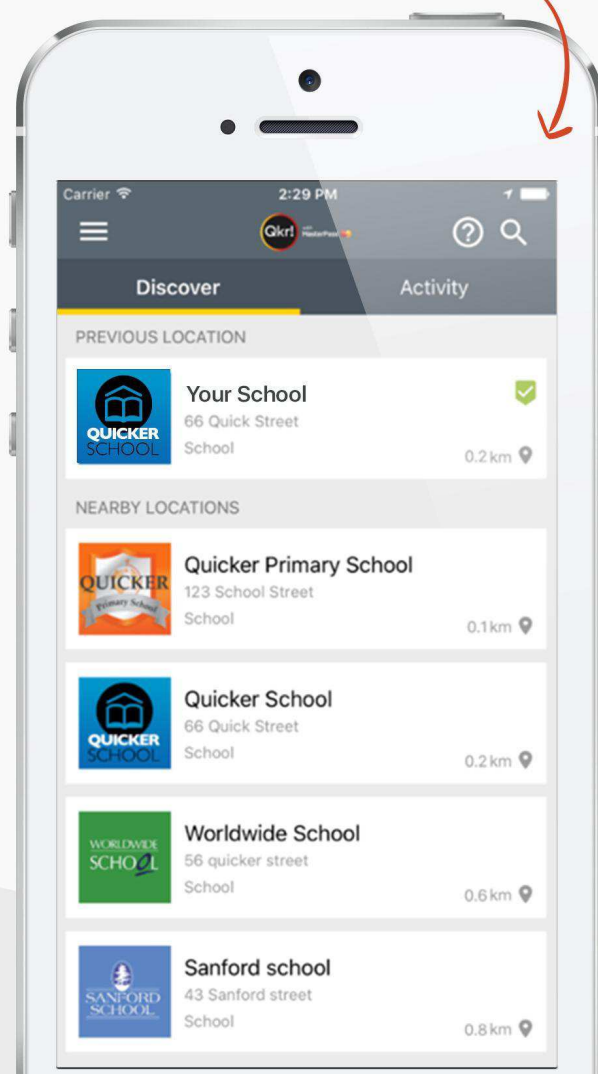 Carrier 2:29 PM
Qkr! with MasterPass
Discover Activity
PREVIOUS LOCATION
QUICKER
SCHOOL
Your School
66 Quick Street
School
0.2 km
NEARBY LOCATIONS
QUICKER
Primary School
Quicker Primary School
123 School Street
School
0.1 km
QUICKER
SCHOOL
Quicker School
66 Quick Street
School
0.2 km
WORLDWIDE
SCHOOL
Worldwide School
56 quicker street
School
0.6 km
SANFORD
SCHOOL
Sanford school
43 Sanford street
School
0.8 km